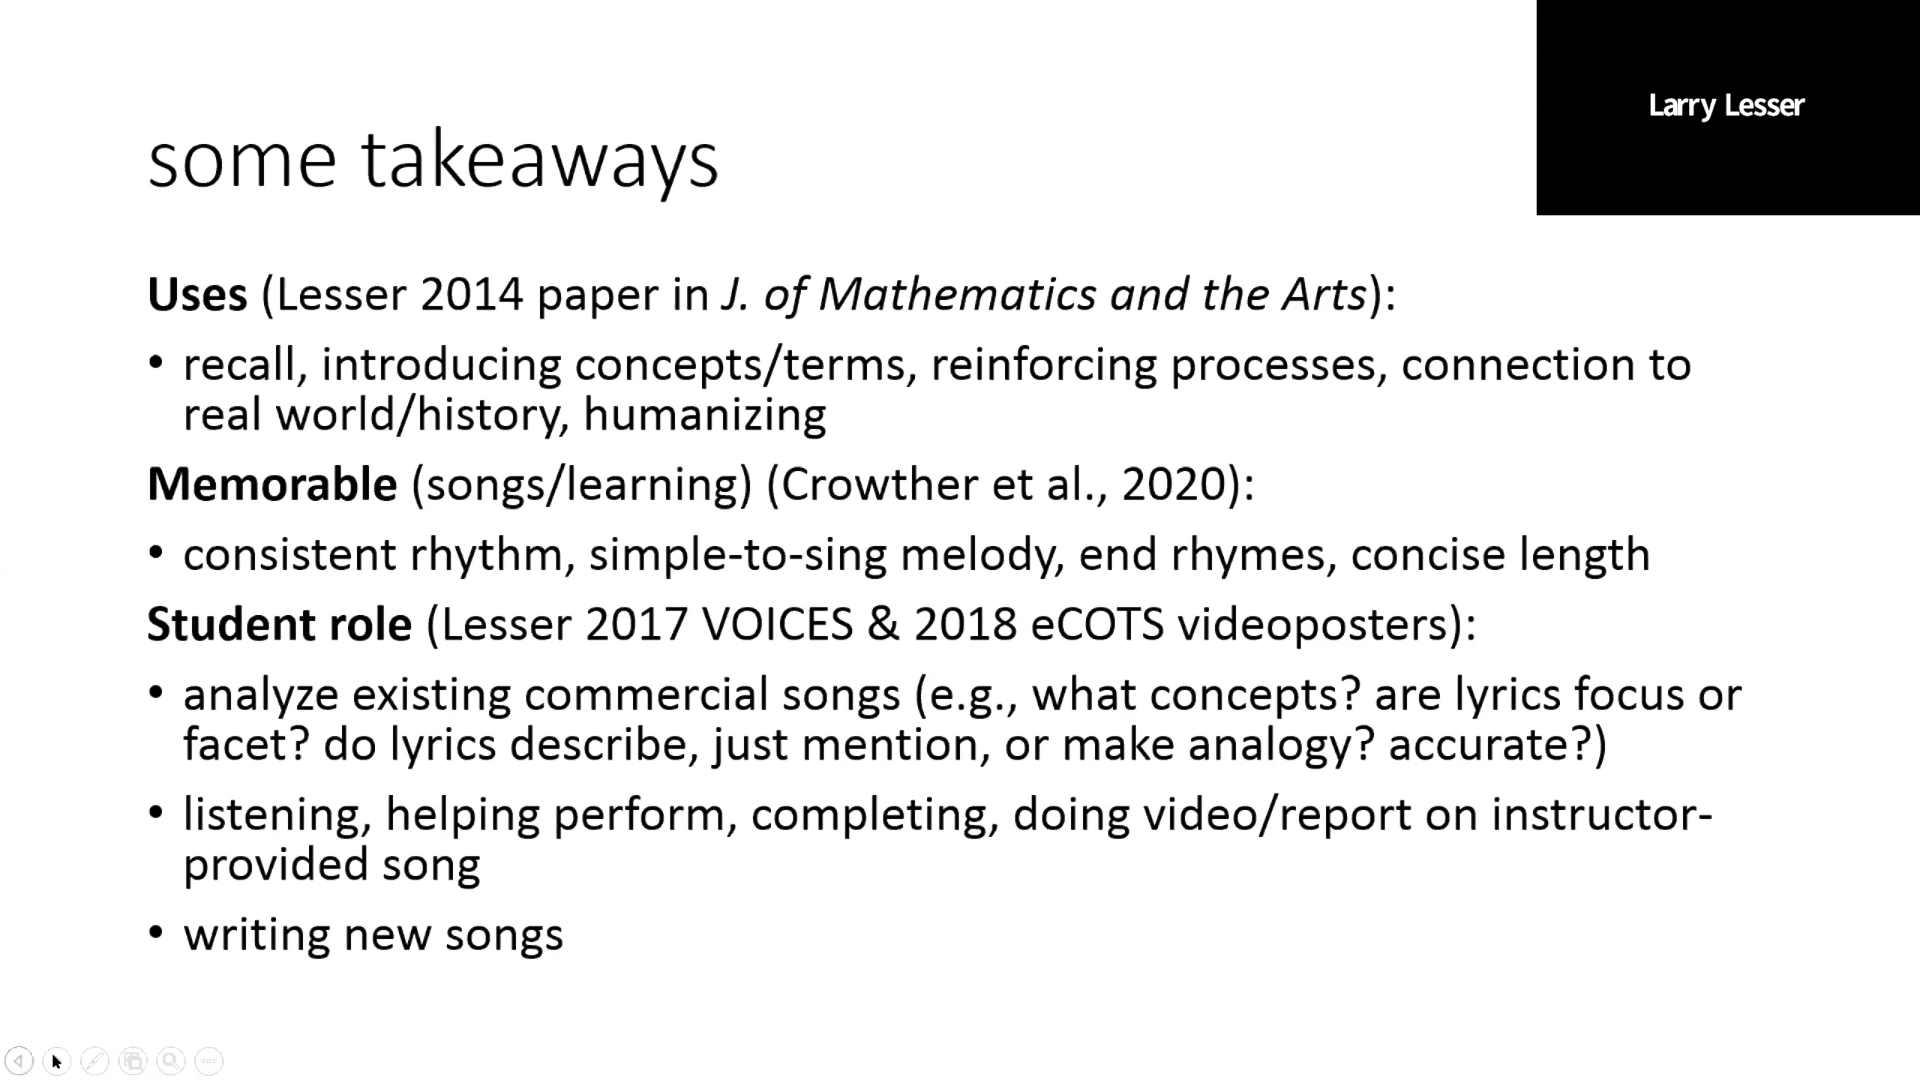 Larry Lesser
some takeaways
Uses (Lesser 2014 paper in J. of Mathematics and the Arts):
• recall, introducing concepts/terms, reinforcing processes, connection to
real world/history, humanizing
Memorable (songs/learning) (Crowther et al., 2020):
• consistent rhythm, simple-to-sing melody, end rhymes, concise length
Student role (Lesser 2017 VOICES & 2018 eCOTS videoposters):
• analyze existing commercial songs (e.g., what concepts? are lyrics focus or
facet? do lyrics describe, just mention, or make analogy? accurate?)
• listening, helping perform, completing, doing video/report on instructor-
provided song
• writing new songs